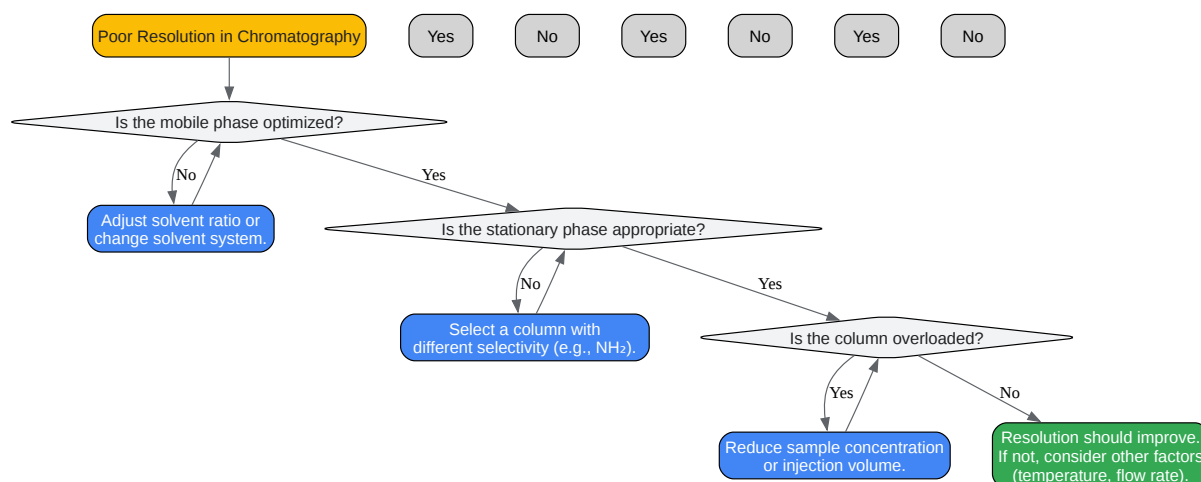 Poor Resolution in Chromatography
Yes
No
Yes
No
Yes
No
Is the mobile phase optimized?
No
Yes
Adjust solvent ratio or
change solvent system.
Is the stationary phase appropriate?
No
Yes
Select a column with
different selectivity (e.g., NH₂).
Is the column overloaded?
Yes
No
Reduce sample concentration
or injection volume.
Resolution should improve.
If not, consider other factors
(temperature, flow rate).